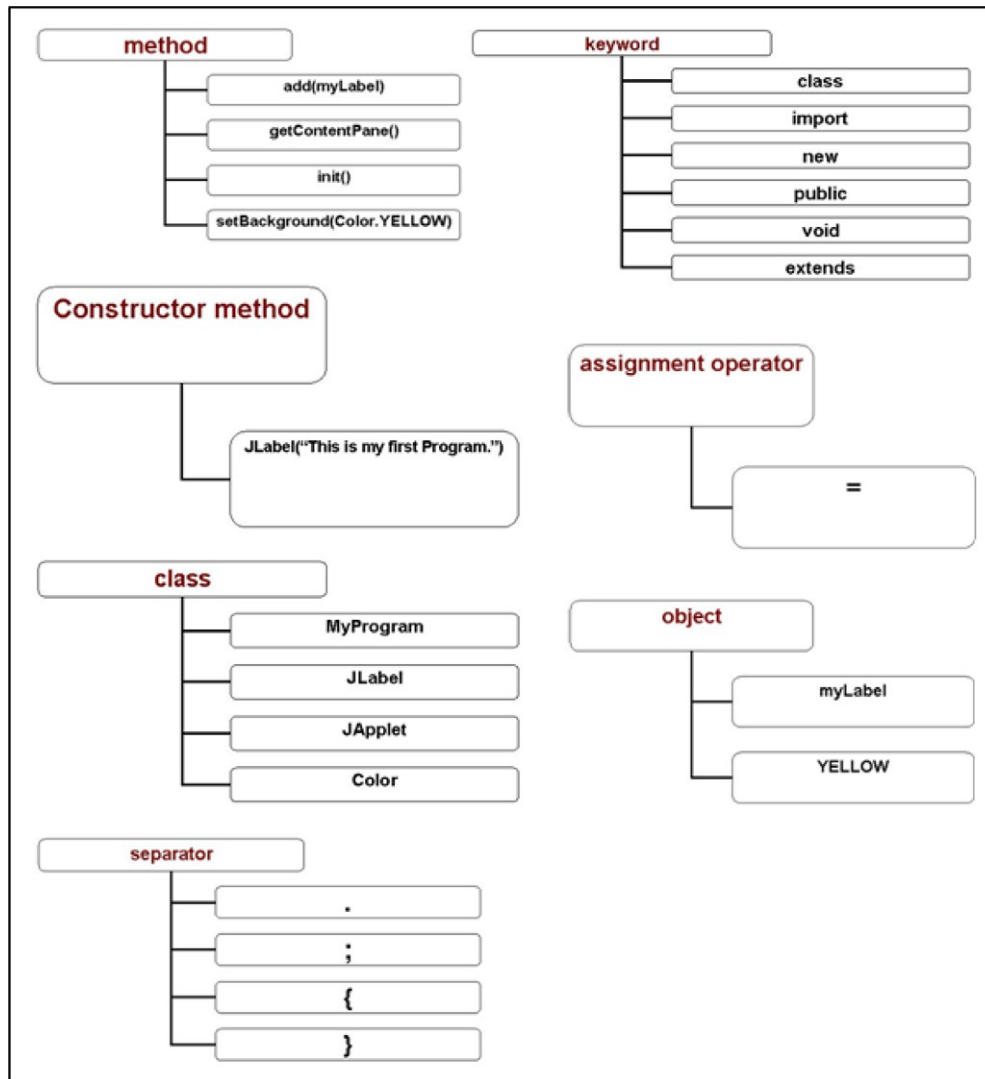 method
add(myLabel)
getContentPane()
init()
setBackground(Color.YELLOW)
keyword
class
import
new
public
void
extends
Constructor method
JLabel(“This is my first Program.”)
assignment operator
=
class
MyProgram
JLabel
JApplet
Color
object
myLabel
YELLOW
separator
.
;
{
}